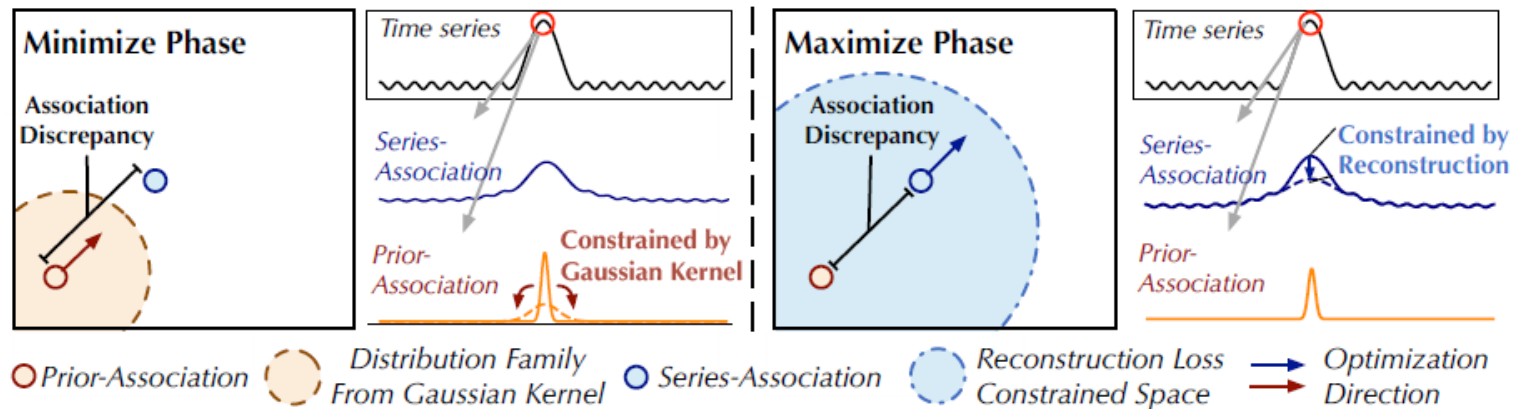 Minimize Phase
Association
Discrepancy
Time series
Series-
Association
Prior-
Association
Constrained by
Gaussian Kernel
Maximize Phase
Association
Discrepancy
Time series
Series-
Association
Constrained by
Reconstruction
Prior-
Association
Prior-Association
Distribution Family
From Gaussian Kernel
Series-Association
Reconstruction Loss
Constrained Space
Optimization
Direction